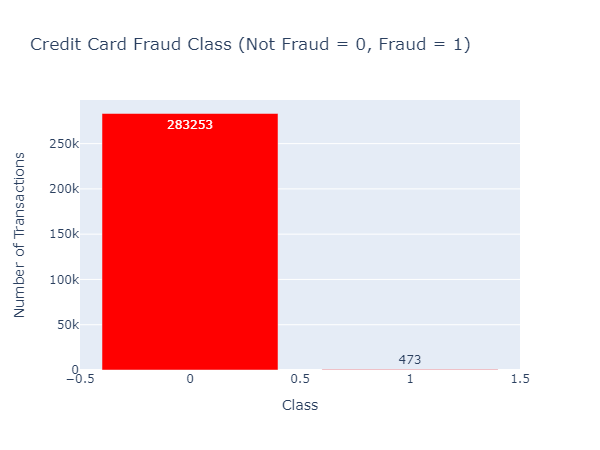 Credit Card Fraud Class (Not Fraud = 0, Fraud = 1)
283253
250k
200k
150k
100k
50k
0
473
−0.5
0
0.5
1
1.5
Number of Transactions
Class